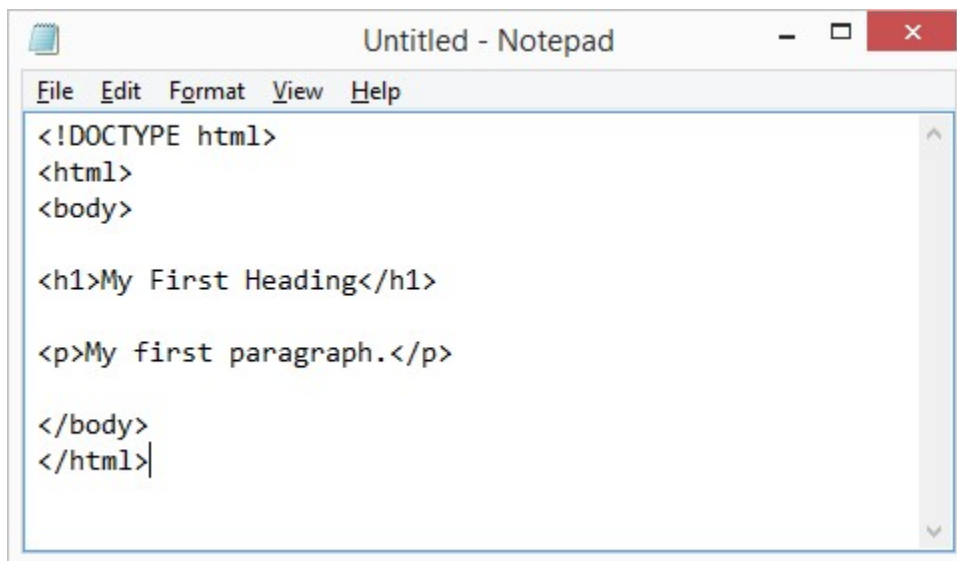 Untitled - Notepad
File Edit Format View Help
<!DOCTYPE html>
<html>
<body>
<h1>My First Heading</h1>
<p>My first paragraph.</p>
</body>
</html>